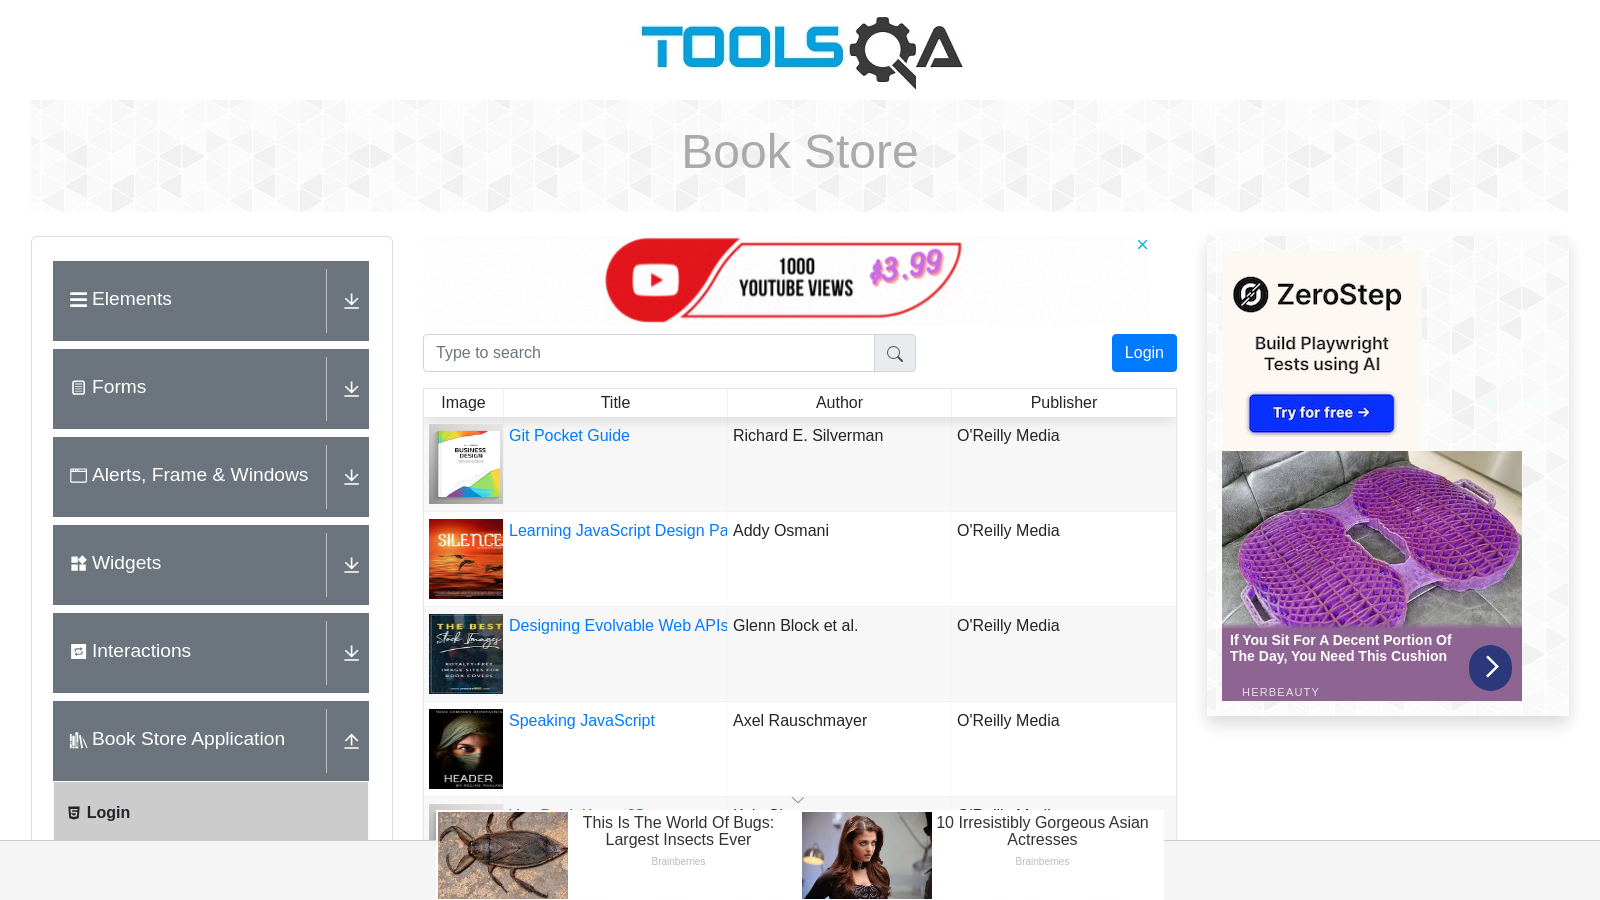 TOOLSQA
Book Store
Elements
Forms
Alerts, Frame & Windows
Widgets
Interactions
Book Store Application
Login
1000
YOUTUBE VIEWS
$3.99
Type to search
Login
Image Title Author Publisher
BUSINESS
DESIGN
Git Pocket Guide Richard E. Silverman O'Reilly Media
SILENCE
Learning JavaScript Design Pa Addy Osmani O'Reilly Media
THE BEST
Stock Images
ROYALTY-FREE
IMAGE SITES FOR
BOOK COVERS
Designing Evolvable Web APIs Glenn Block et al. O'Reilly Media
HEADER
Speaking JavaScript Axel Rauschmayer O'Reilly Media
This Is The World Of Bugs:
Largest Insects Ever
Brainberries
10 Irresistibly Gorgeous Asian
Actresses
Brainberries
ZeroStep
Build Playwright
Tests using AI
Try for free →
If You Sit For A Decent Portion Of
The Day, You Need This Cushion
HERBEAUTY